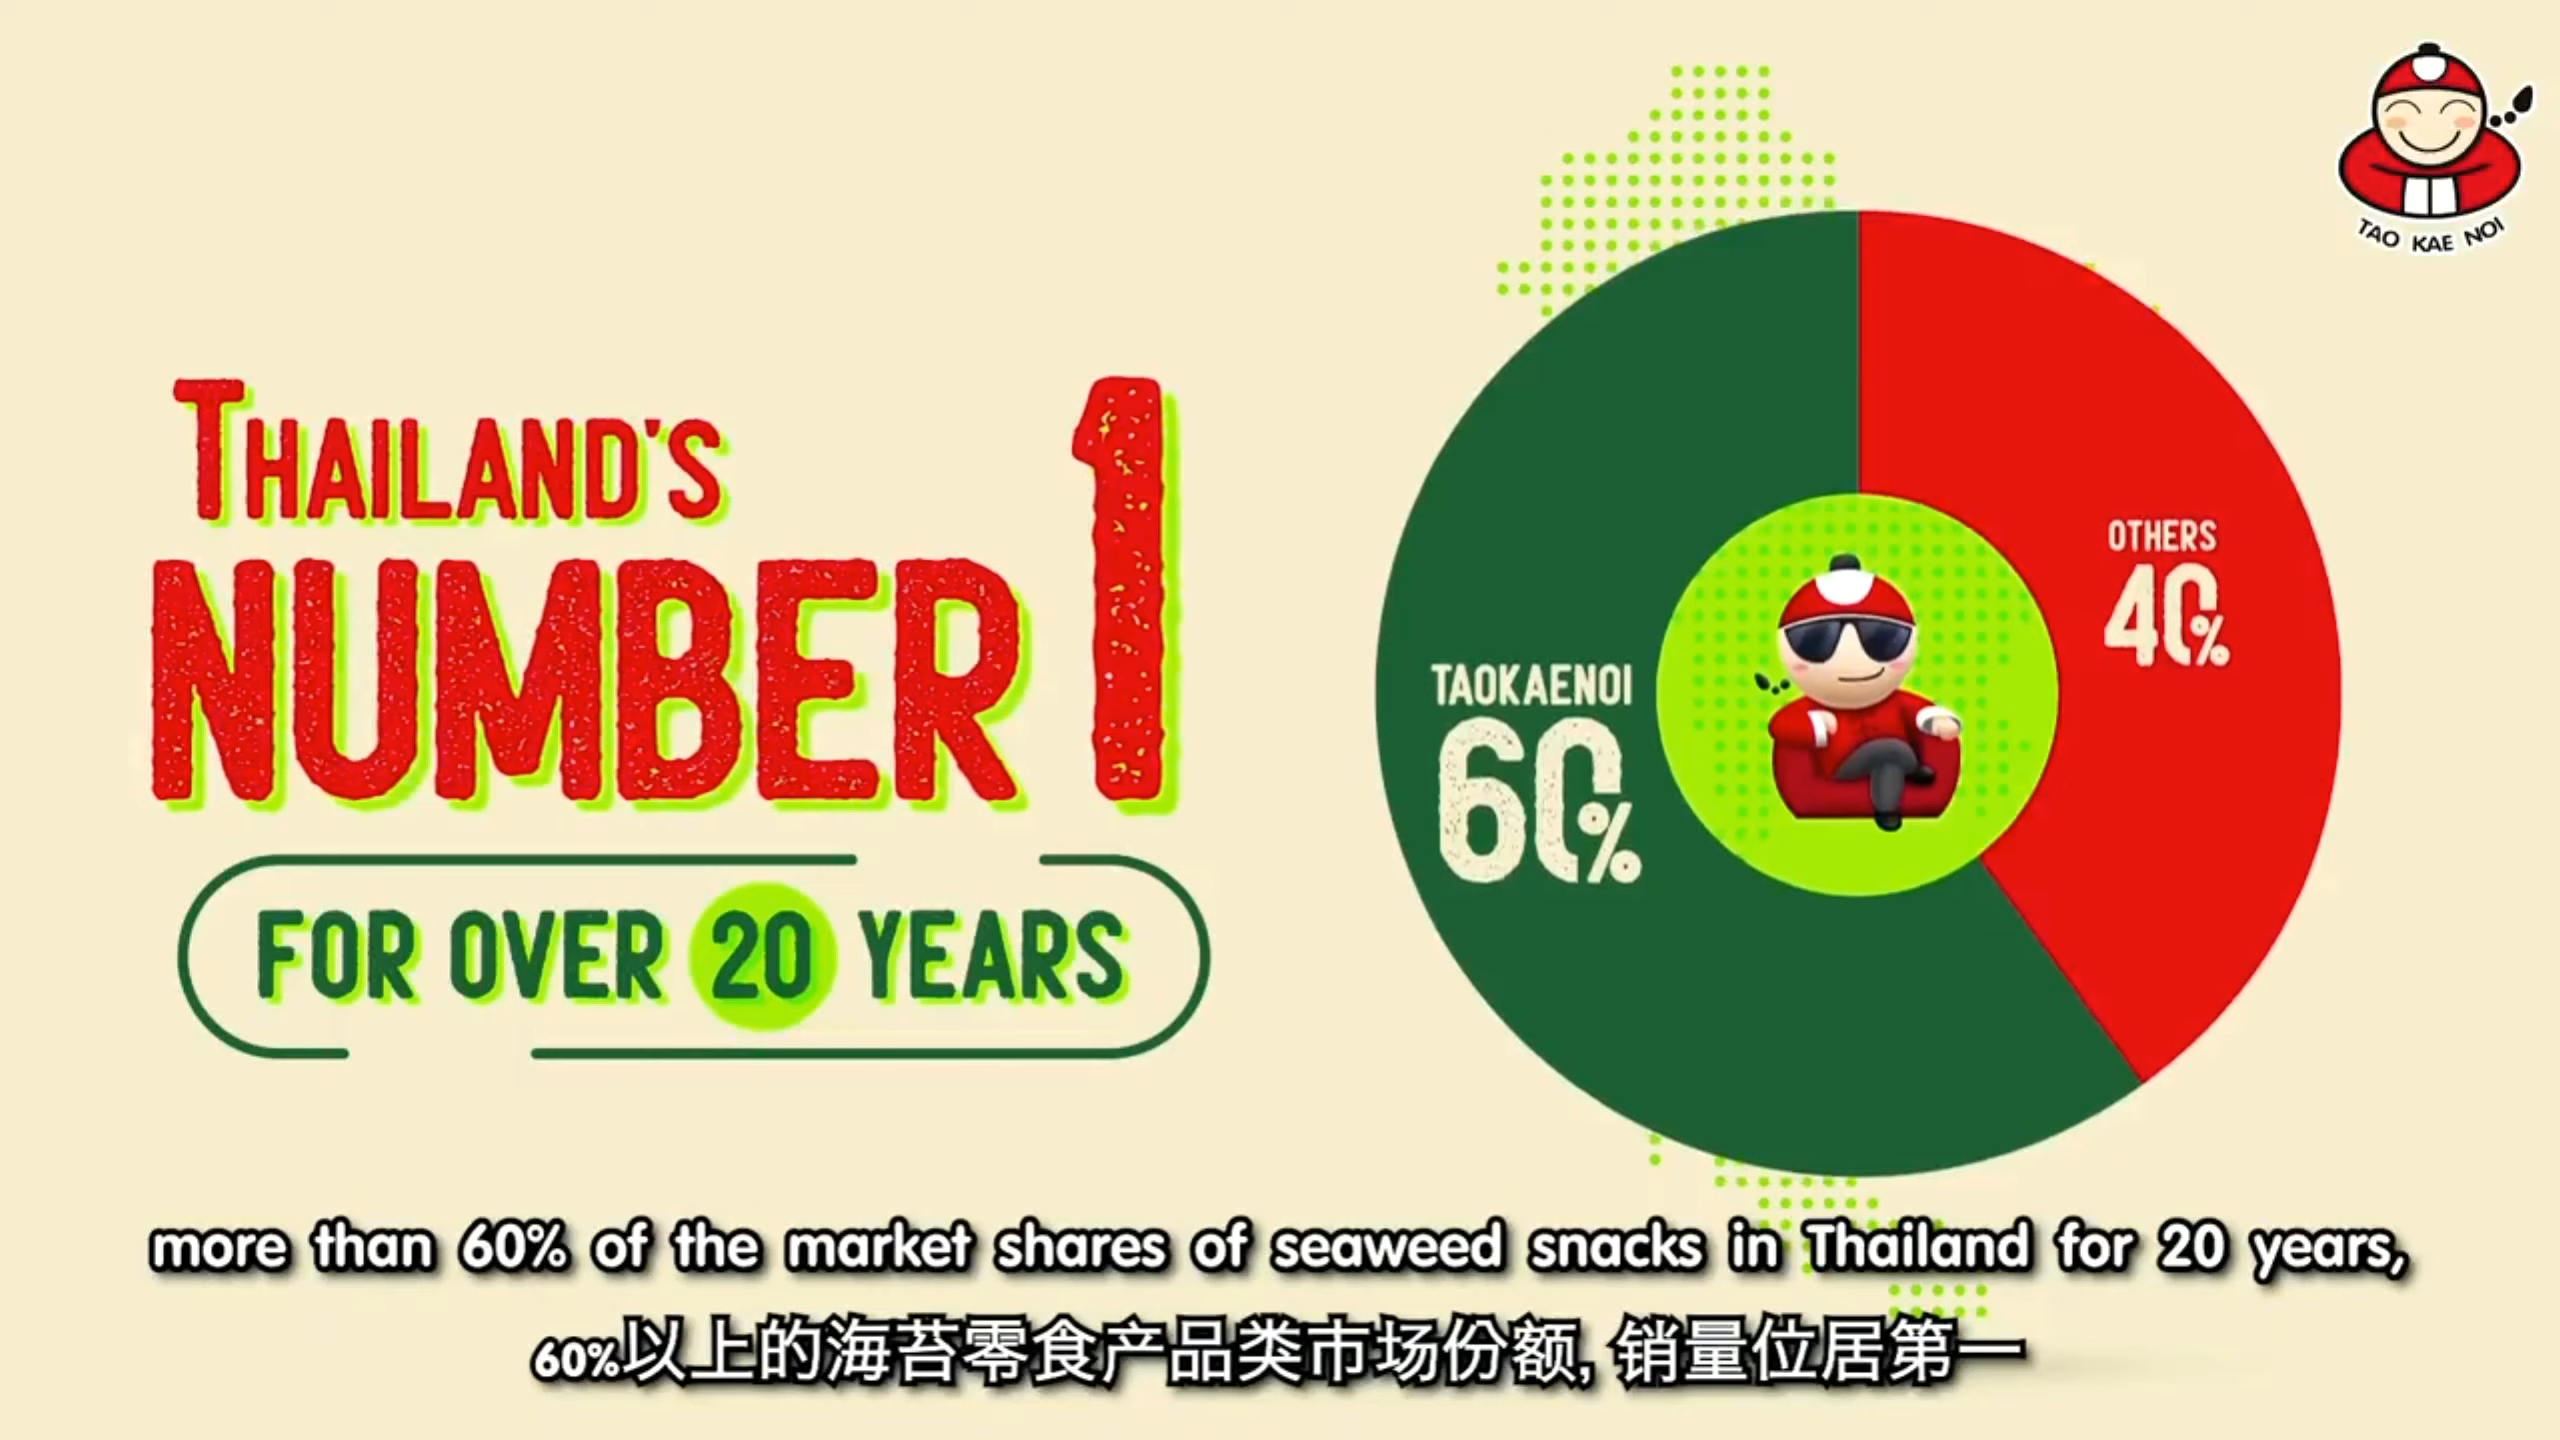 TAO KAE NOI
THAILAND'S
NUMBER 1
FOR OVER 20 YEARS
OTHERS
40%
TAOKAENOI
60%
more than 60% of the market shares of seaweed snacks in Thailand for 20 years,
60%以上的海苔零食产品类市场份额, 销量位居第一